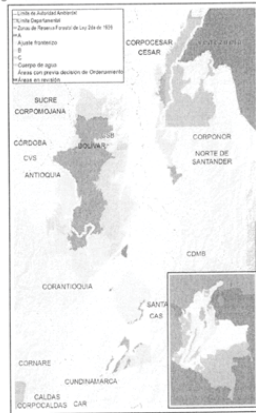 Límite de Autoridad Ambiental
Límite Departamental
Zonas de Reserva Forestal de Ley 2da de 1959
A
Ajuste fronterizo
B
C
Cuerpo de agua
Áreas con previa decisión de Ordenamiento
Áreas en revisión
CORPOCESAR
CESAR
SUCRE
CORPOMOJANA
CÓRDOBA
CVS
BOLÍVAR
ANTIOQUIA
CORPONOR
NORTE DE
SANTANDER
CDMB
CORANTIOQUIA
SANTA
CAS
CORNARE
CUNDINAMARCA
CALDAS
CORPOCALDAS
CAR